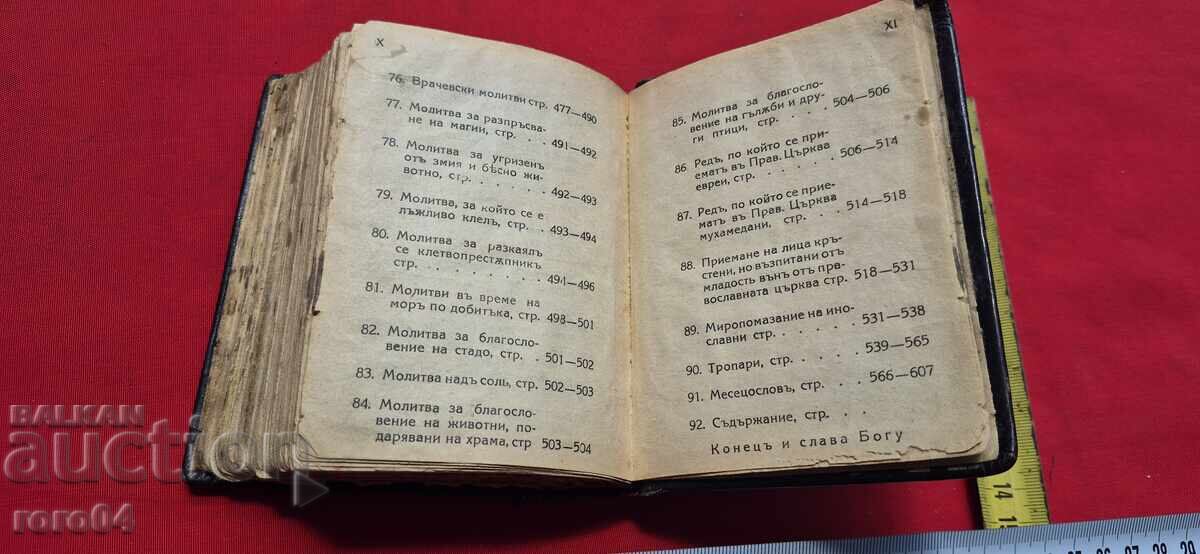 X
76. Врачевски молитви стр. 477—490
77. Молитва за разпръсва-
не на магии, стр. . . . 491—492
78. Молитва за угризенъ
отъ змия и бѣсно жи-
вотно, стр. . . . . . 492—493
79. Молитва, за който се е
лъжливо клелъ, стр. 493—494
80. Молитва за разкаялъ
се клетвопрестѫпникъ
стр. . . . . . . . 494—496
81. Молитви въ време на
моръ по добитъка, стр. 498—501
82. Молитва за благосло-
вение на стадо, стр. . 501—502
83. Молитва надъ соль, стр. 502—503
84. Молитва за благосло-
вение на животни, по-
дарявани на храма, стр 503—504
XI
85. Молитва за благосло-
вение на гълѫби и дру-
ги птици, стр. . . . . 504—506
86 Редъ, по който се при-
ематъ въ Прав. Църква
евреи, стр. . . . . . 506—514
87. Редъ, по който се прие-
матъ въ Прав. Църква
мухамедани, стр. . . . 514—518
88. Приемане на лица кръ-
стени, но възпитани отъ
младость вънъ отъ пра-
вославната църква стр. 518—531
89. Миропомазание на ино-
славни стр. . . . . 531—538
90. Тропари, стр. . . . 539—565
91. Месецословъ, стр. . . . 566—607
92. Съдържание, стр. . .
Конецъ и слава Богу
BALKAN
auction
roro04
14
15